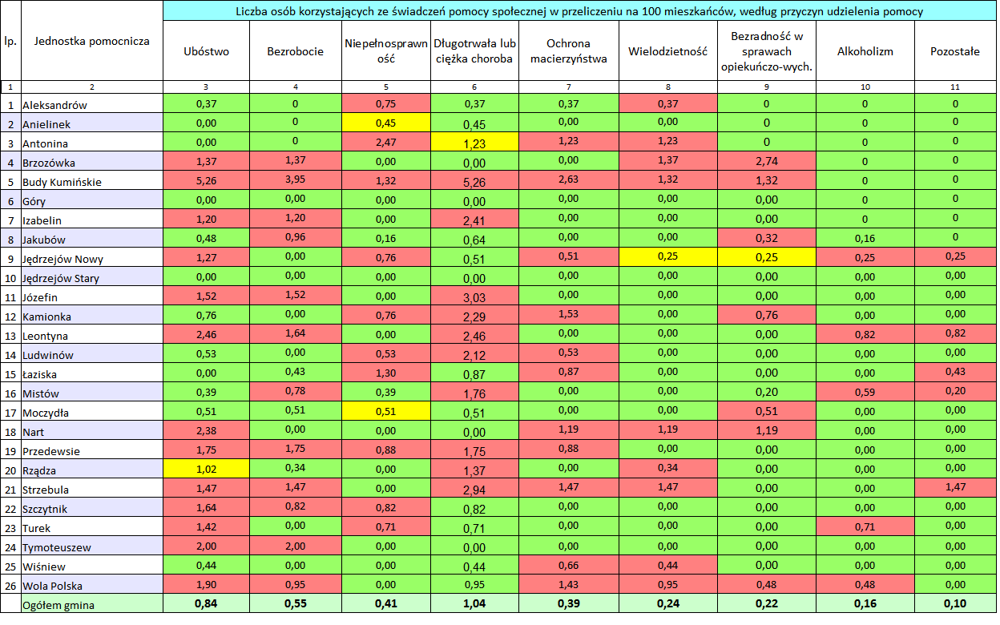 Liczba osób korzystających ze świadczeń pomocy społecznej w przeliczeniu na 100 mieszkańców, według przyczyn udzielenia pomocy
lp. Jednostka pomocnicza Ubóstwo Bezrobocie Niepełnosprawn
ość Długotrwała lub
ciężka choroba Ochrona
macierzyństwa Wielodzietność Bezradność w
sprawach
opiekuńczo-wych. Alkoholizm Pozostałe
1 2 3 4 5 6 7 8 9 10 11
1 Aleksandrów 0,37 0 0,75 0,37 0,37 0,37 0 0 0
2 Anielinek 0,00 0 0,45 0,45 0,00 0,00 0 0 0
3 Antonina 0,00 0 2,47 1,23 1,23 1,23 0 0 0
4 Brzozówka 1,37 1,37 0,00 0,00 0,00 1,37 2,74 0 0
5 Budy Kumińskie 5,26 3,95 1,32 5,26 2,63 1,32 1,32 0 0
6 Góry 0,00 0,00 0,00 0,00 0,00 0,00 0,00 0 0
7 Izabelin 1,20 1,20 0,00 2,41 0,00 0,00 0,00 0 0
8 Jakubów 0,48 0,96 0,16 0,64 0,00 0,00 0,32 0,16 0
9 Jędrzejów Nowy 1,27 0,00 0,76 0,51 0,51 0,25 0,25 0,25 0,25
10 Jędrzejów Stary 0,00 0,00 0,00 0,00 0,00 0,00 0,00 0,00 0,00
11 Józefin 1,52 1,52 0,00 3,03 0,00 0,00 0,00 0,00 0,00
12 Kamionka 0,76 0,00 0,76 2,29 1,53 0,00 0,76 0,00 0,00
13 Leontyna 2,46 1,64 0,00 2,46 0,00 0,00 0,00 0,82 0,82
14 Ludwinów 0,53 0,00 0,53 2,12 0,53 0,00 0,00 0,00 0,00
15 Łaziska 0,00 0,43 1,30 0,87 0,87 0,00 0,00 0,00 0,43
16 Mistów 0,39 0,78 0,39 1,76 0,00 0,00 0,20 0,59 0,20
17 Moczydła 0,51 0,51 0,51 0,51 0,00 0,00 0,51 0,00 0,00
18 Nart 2,38 0,00 0,00 0,00 1,19 1,19 1,19 0,00 0,00
19 Przedewsie 1,75 1,75 0,88 1,75 0,88 0,00 0,00 0,00 0,00
20 Rządza 1,02 0,34 0,00 1,37 0,00 0,34 0,00 0,00 0,00
21 Strzebula 1,47 1,47 0,00 2,94 1,47 1,47 0,00 0,00 1,47
22 Szczytnik 1,64 0,82 0,82 0,82 0,00 0,00 0,00 0,00 0,00
23 Turek 1,42 0,00 0,71 0,71 0,00 0,00 0,00 0,71 0,00
24 Tymoteuszew 2,00 2,00 0,00 0,00 0,00 0,00 0,00 0,00 0,00
25 Wiśniew 0,44 0,00 0,00 0,44 0,66 0,44 0,00 0,00 0,00
26 Wola Polska 1,90 0,95 0,00 0,95 1,43 0,95 0,48 0,48 0,00
Ogółem gmina 0,84 0,55 0,41 1,04 0,39 0,24 0,22 0,16 0,10